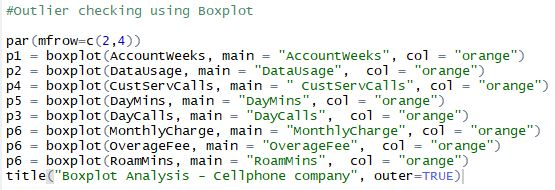 #Outlier checking using Boxplot
par(mfrow=c(2,4))
p1 = boxplot(AccountWeeks, main = "AccountWeeks", col = "orange")
p2 = boxplot(DataUsage, main = "DataUsage",  col = "orange")
p4 = boxplot(CustServCalls, main = " CustServCalls", col = "orange")
p5 = boxplot(DayMins, main = "DayMins", col = "orange")
p3 = boxplot(DayCalls, main = "DayCalls",  col = "orange")
p6 = boxplot(MonthlyCharge, main = "MonthlyCharge", col = "orange")
p6 = boxplot(OverageFee, main = "OverageFee",  col = "orange")
p6 = boxplot(RoamMins, main = "RoamMins",  col = "orange")
title("Boxplot Analysis - Cellphone company", outer=TRUE)